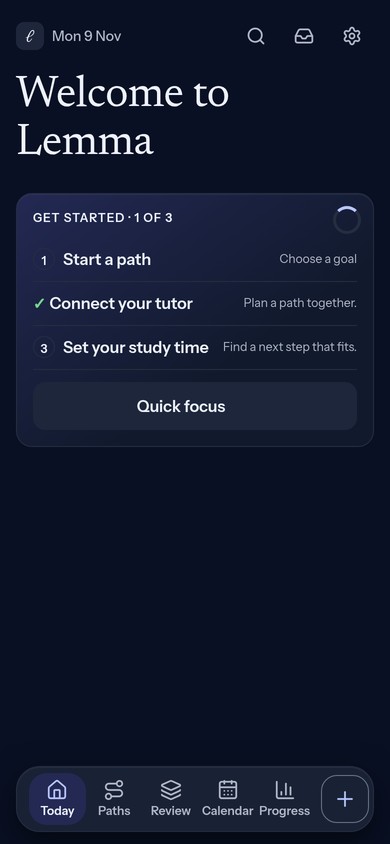 ℓ Mon 9 Nov
Welcome to
Lemma
GET STARTED · 1 OF 3
1 Start a path Choose a goal
✓ Connect your tutor Plan a path together.
3 Set your study time Find a next step that fits.
Quick focus
Today Paths Review Calendar Progress